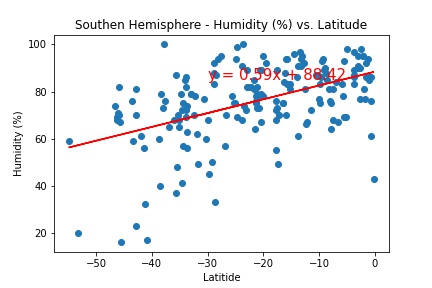 Southen Hemisphere - Humidity (%) vs. Latitude
100
80
60
40
20
Humidity (%)
y = 0.59x + 88.42
−50
−40
−30
−20
−10
0
Latitide